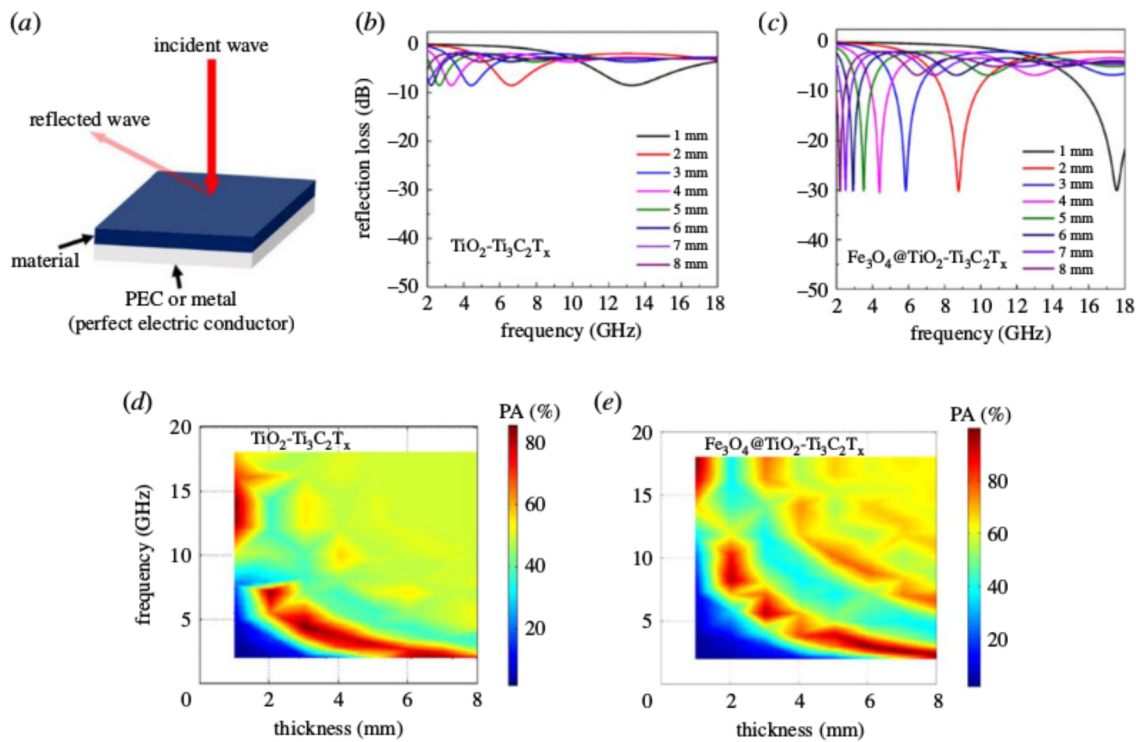 (a)
incident wave
reflected wave
material
PEC or metal
(perfect electric conductor)
(b)
0
–10
–20
–30
–40
–50
reflection loss (dB)
1 mm
2 mm
3 mm
4 mm
5 mm
6 mm
7 mm
8 mm
TiO2-Ti3C2Tx
2 4 6 8 10 12 14 16 18
frequency (GHz)
(c)
0
–10
–20
–30
–40
–50
1 mm
2 mm
3 mm
4 mm
5 mm
6 mm
7 mm
8 mm
Fe3O4@TiO2-Ti3C2Tx
2 4 6 8 10 12 14 16 18
frequency (GHz)
(d)
PA (%)
TiO2-Ti3C2Tx
20
15
10
5
frequency (GHz)
0 2 4 6 8
thickness (mm)
80
60
40
20
(e)
PA (%)
Fe3O4@TiO2-Ti3C2Tx
20
15
10
5
0 2 4 6 8
thickness (mm)
80
60
40
20